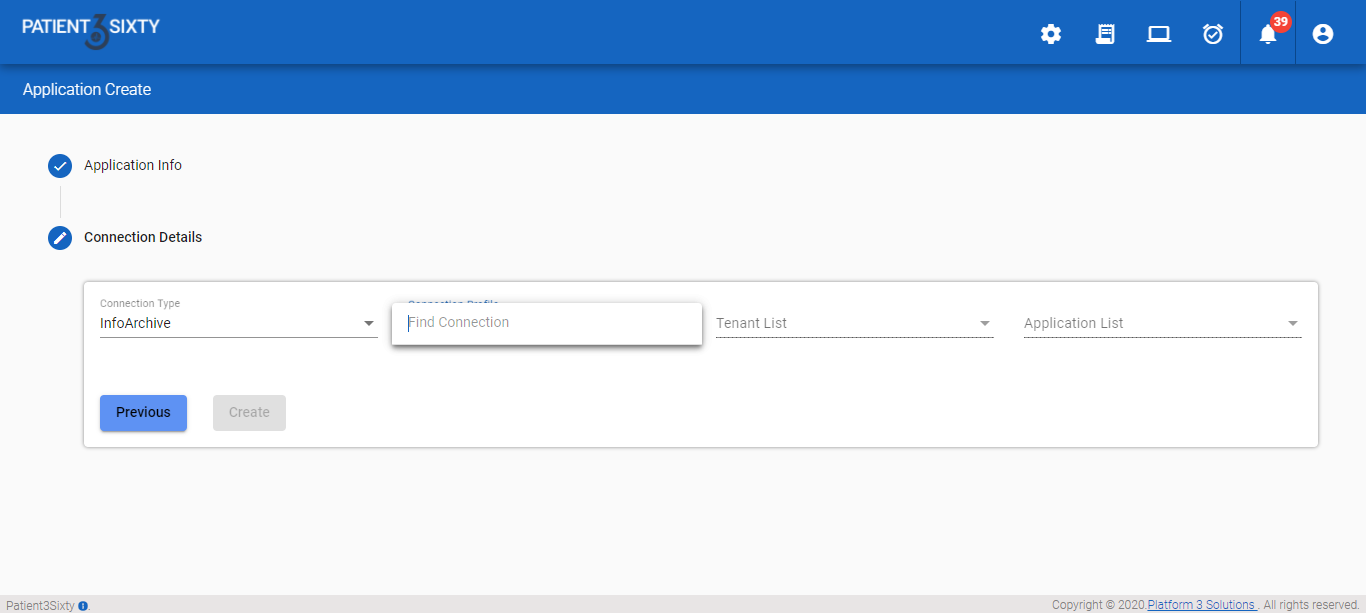 PATIENT3SIXTY
39
Application Create
Application Info
Connection Details
Connection Type
InfoArchive
Connection Profile
Find Connection
Tenant List
Application List
Previous
Create
Patient3Sixty
Copyright © 2020 Platform 3 Solutions . All rights reserved.